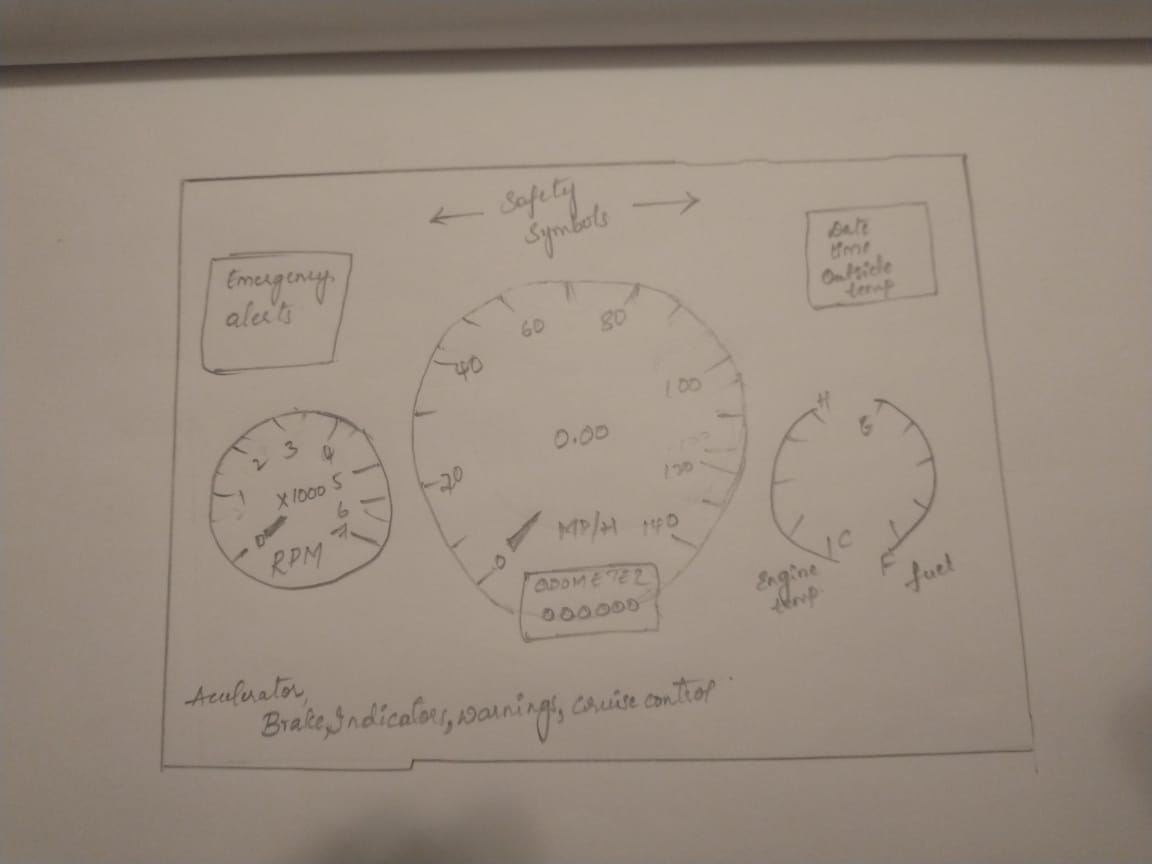 ← Safety →
Symbols
Emergency
alerts
Date
time
Outside
temp
0
1
2
3
4
5
6
7
X1000
RPM
0
20
40
60
80
100
120
140
0.00
MP/H
ODOMETER
000000
H
C
Engine
temp.
E
F
fuel
Accelerator,
Brake, Indicators, warnings, cruise control